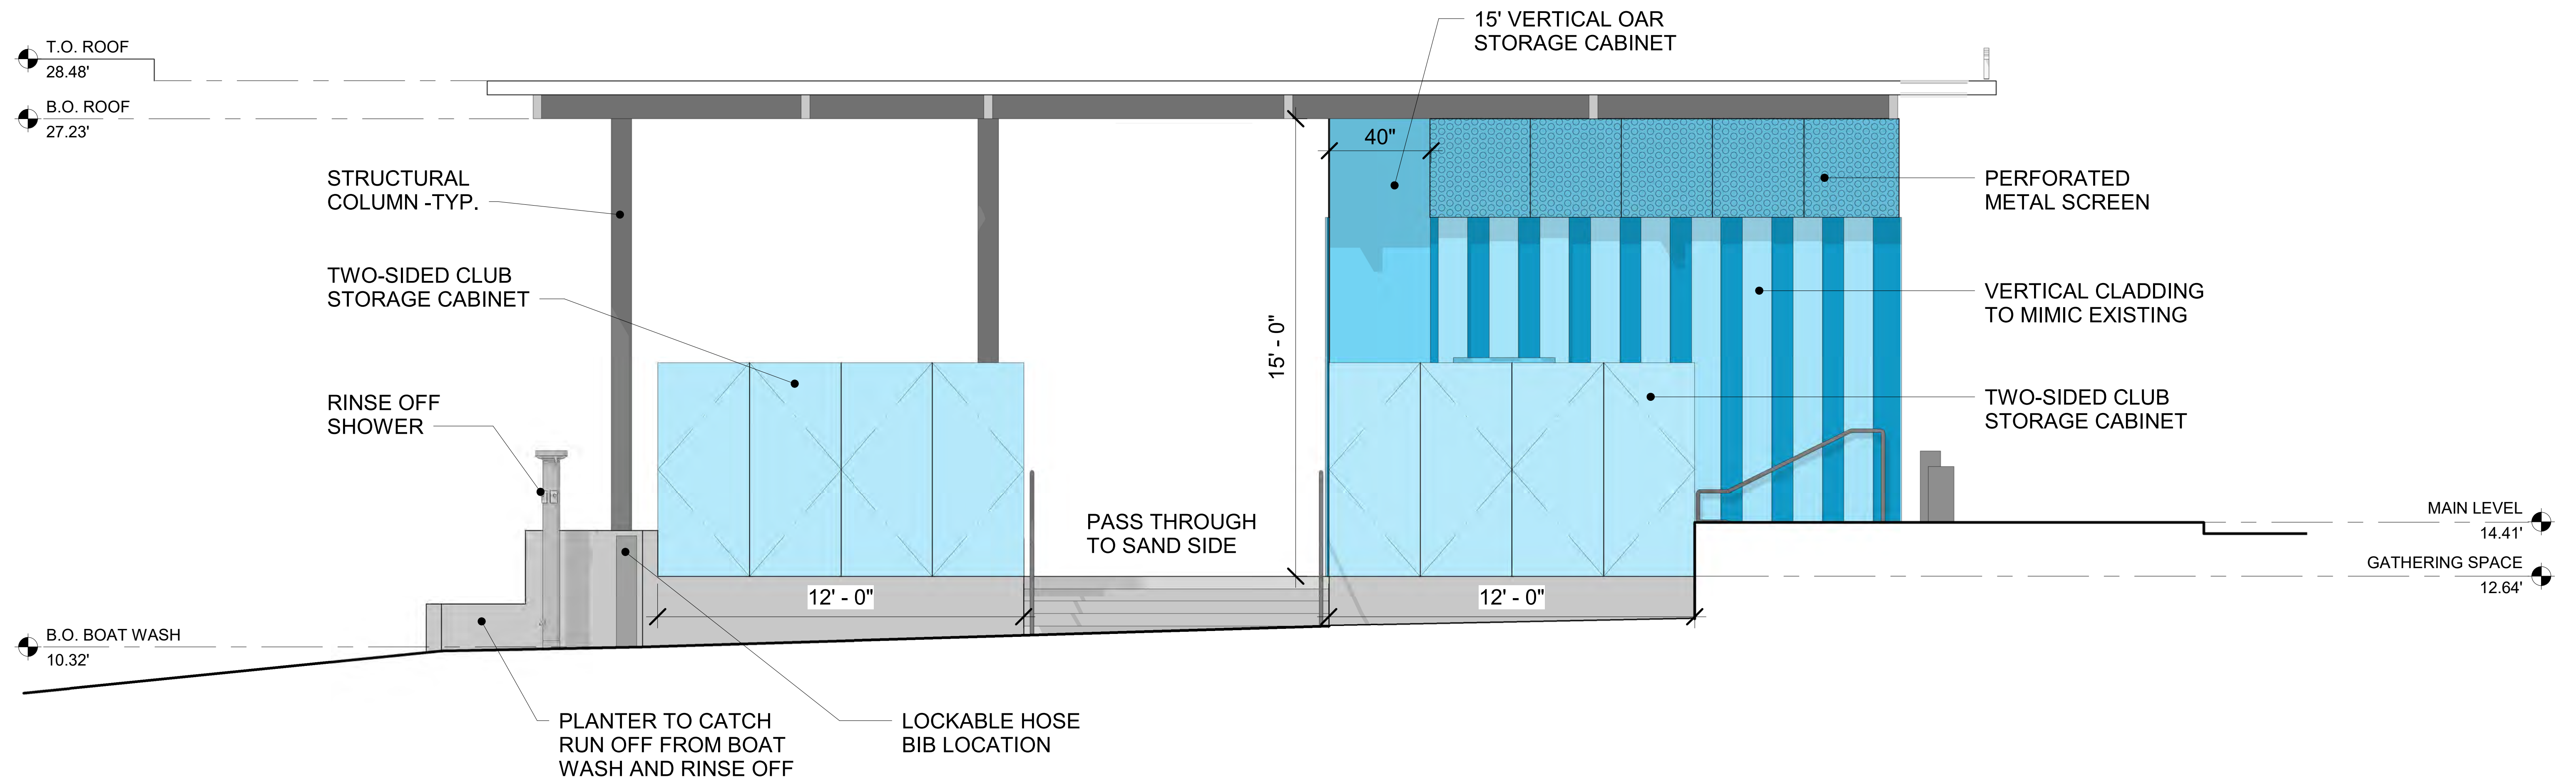 15' VERTICAL OAR
STORAGE CABINET
T.O. ROOF
28.48'
B.O. ROOF
27.23'
40"
STRUCTURAL
COLUMN -TYP.
PERFORATED
METAL SCREEN
TWO-SIDED CLUB
STORAGE CABINET
VERTICAL CLADDING
TO MIMIC EXISTING
15' - 0"
RINSE OFF
SHOWER
TWO-SIDED CLUB
STORAGE CABINET
PASS THROUGH
TO SAND SIDE
MAIN LEVEL
14.41'
GATHERING SPACE
12.64'
12' - 0"
12' - 0"
B.O. BOAT WASH
10.32'
PLANTER TO CATCH
RUN OFF FROM BOAT
WASH AND RINSE OFF
LOCKABLE HOSE
BIB LOCATION